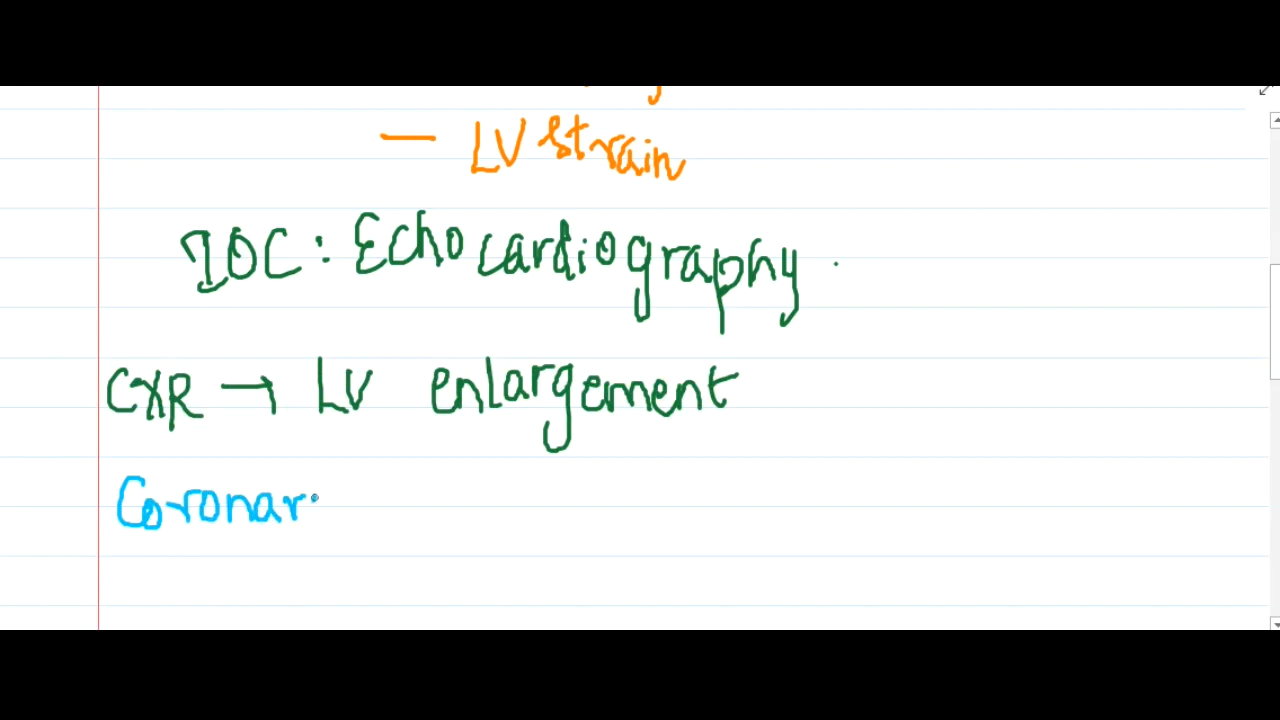 — LV strain
IOC: Echocardiography.
CXR → LV enlargement
Coronar